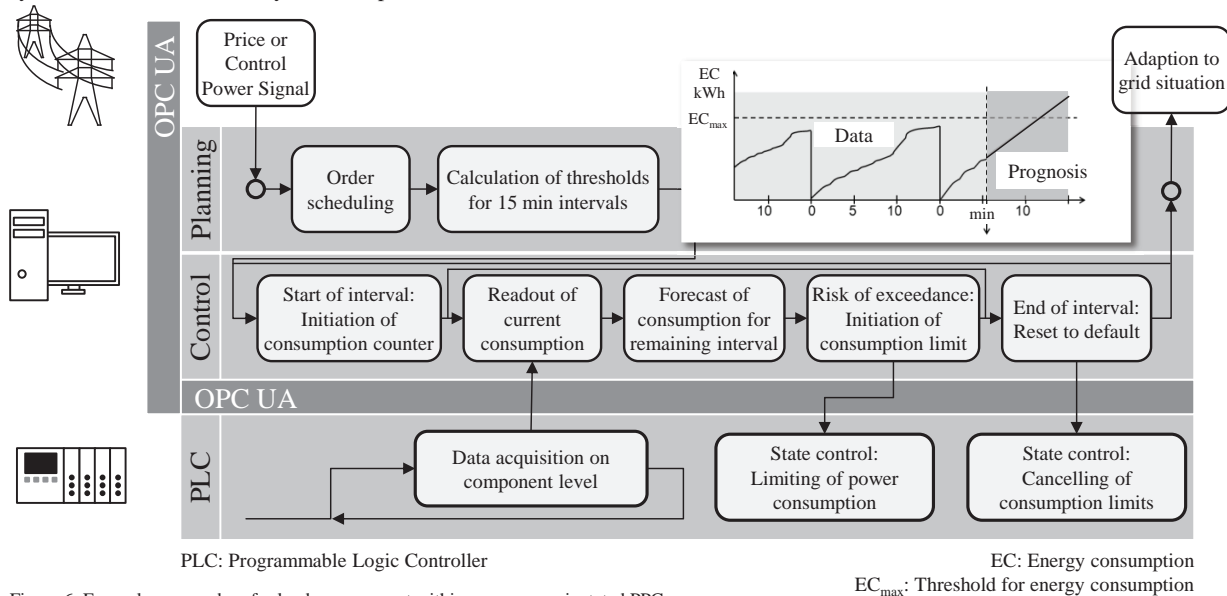 OPC UA
Price or
Control
Power Signal
Adaption to
grid situation
EC
kWh
ECmax
Data
Prognosis
10 0 5 10 0 min 10
Planning
Order
scheduling
Calculation of thresholds
for 15 min intervals
Control
Start of interval:
Initiation of
consumption counter
Readout of
current
consumption
Forecast of
consumption for
remaining interval
Risk of exceedance:
Initiation of
consumption limit
End of interval:
Reset to default
OPC UA
PLC
Data acquisition on
component level
State control:
Limiting of power
consumption
State control:
Cancelling of
consumption limits
PLC: Programmable Logic Controller
EC: Energy consumption
ECmax: Threshold for energy consumption